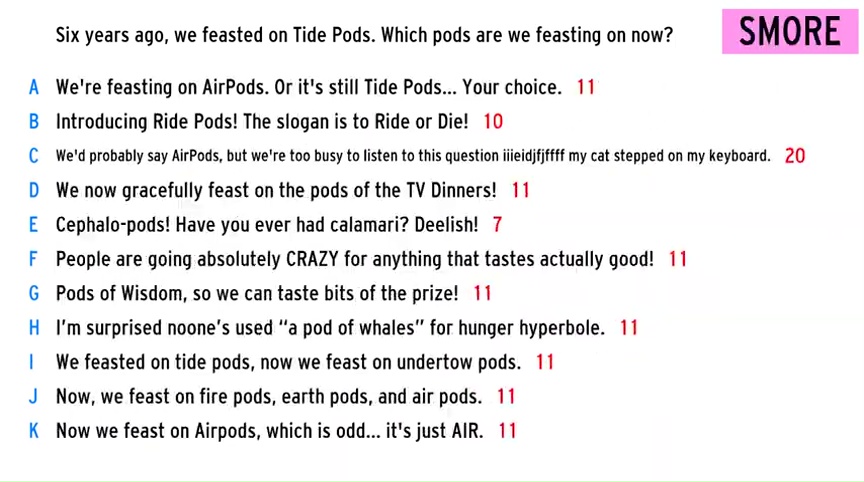 Six years ago, we feasted on Tide Pods. Which pods are we feasting on now?
SMORE
A We're feasting on AirPods. Or it's still Tide Pods... Your choice. 11
B Introducing Ride Pods! The slogan is to Ride or Die! 10
C We'd probably say AirPods, but we're too busy to listen to this question iiieidjfjffff my cat stepped on my keyboard. 20
D We now gracefully feast on the pods of the TV Dinners! 11
E Cephalo-pods! Have you ever had calamari? Deelish! 7
F People are going absolutely CRAZY for anything that tastes actually good! 11
G Pods of Wisdom, so we can taste bits of the prize! 11
H I'm surprised noone's used “a pod of whales” for hunger hyperbole. 11
I We feasted on tide pods, now we feast on undertow pods. 11
J Now, we feast on fire pods, earth pods, and air pods. 11
K Now we feast on Airpods, which is odd... it's just AIR. 11